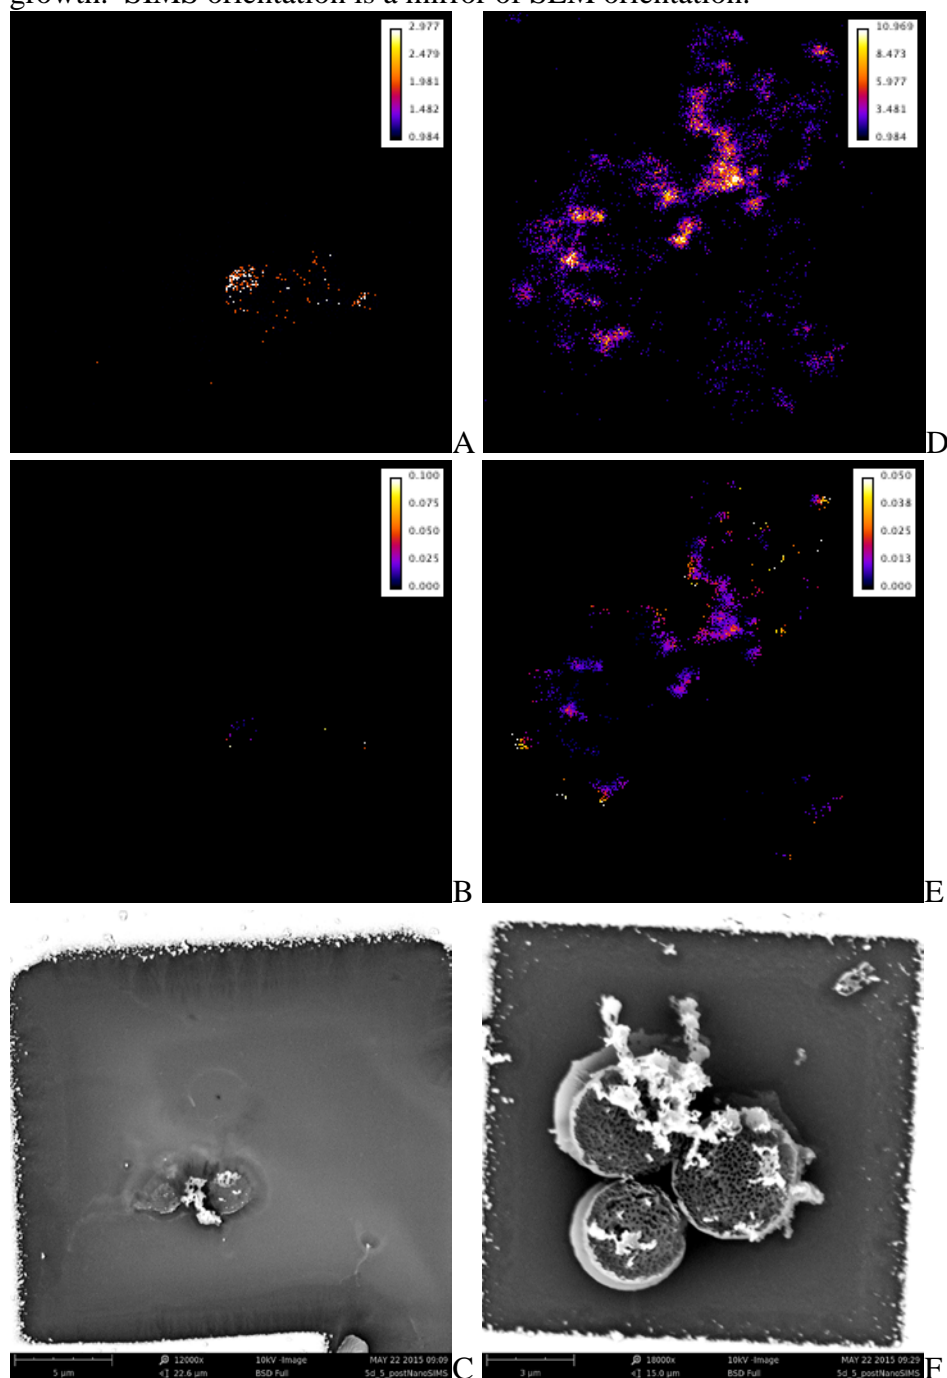 growth. SIMS orientation is a mirror of SEM orientation.
2.977
2.479
1.981
1.482
0.984
A
10.969
8.473
5.977
3.481
0.984
D
0.100
0.075
0.050
0.025
0.000
B
0.050
0.038
0.025
0.013
0.000
E
5 µm
12000x
22.6 µm
10kV -Image
BSD Full
MAY 22 2015 09:09
5d_5_postNanoSIMS
C
3 µm
18000x
15.0 µm
10kV -Image
BSD Full
MAY 22 2015 09:29
5d_5_postNanoSIMS
F